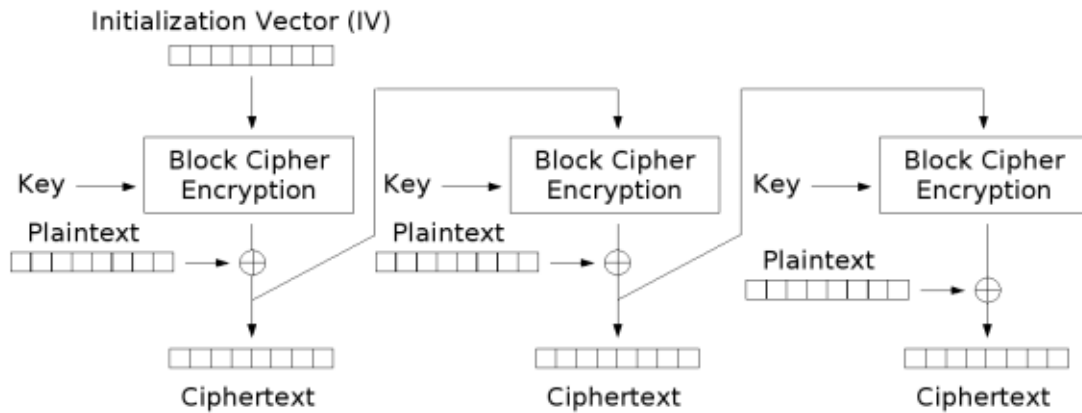 Initialization Vector (IV)
Key
Block Cipher
Encryption
Key
Block Cipher
Encryption
Key
Block Cipher
Encryption
Plaintext
Plaintext
Plaintext
Ciphertext
Ciphertext
Ciphertext